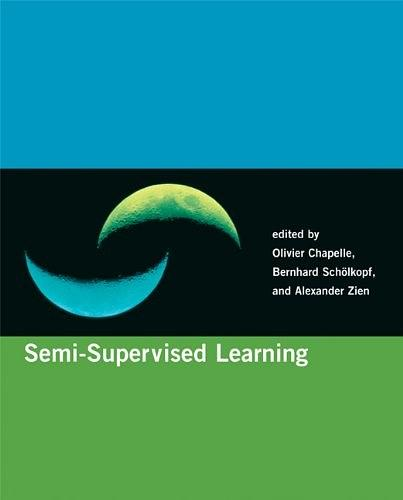 edited by
Olivier Chapelle,
Bernhard Schölkopf,
and Alexander Zien
Semi-Supervised Learning